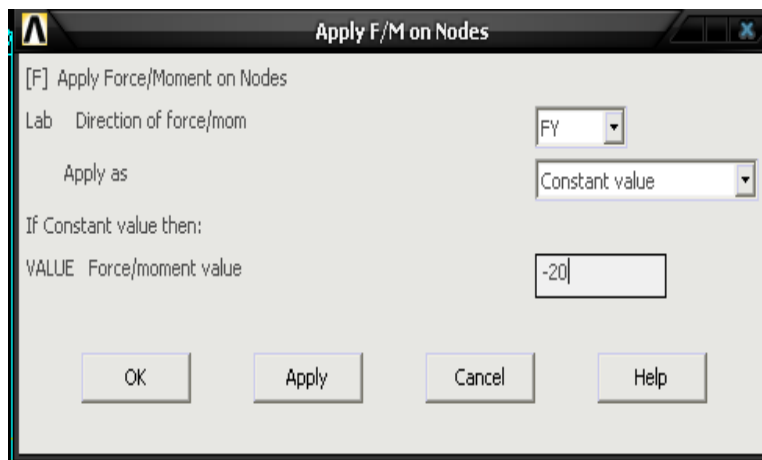 Apply F/M on Nodes
[F] Apply Force/Moment on Nodes
Lab Direction of force/mom FY
Apply as Constant value
If Constant value then:
VALUE Force/moment value -20
OK Apply Cancel Help